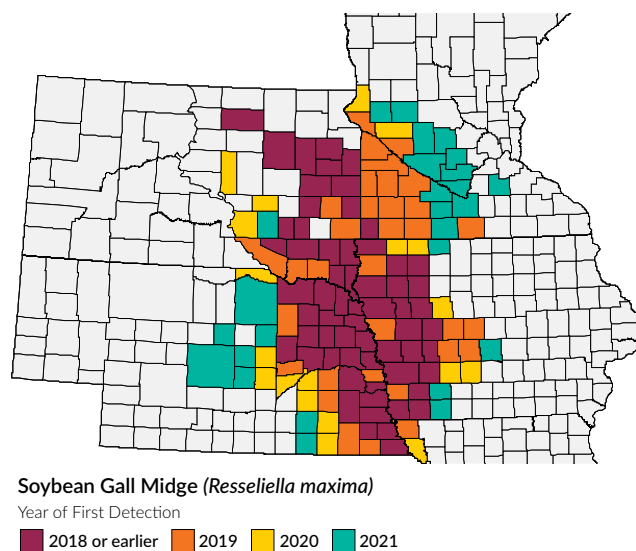 Soybean Gall Midge (Resseliella maxima)
Year of First Detection
2018 or earlier 2019 2020 2021